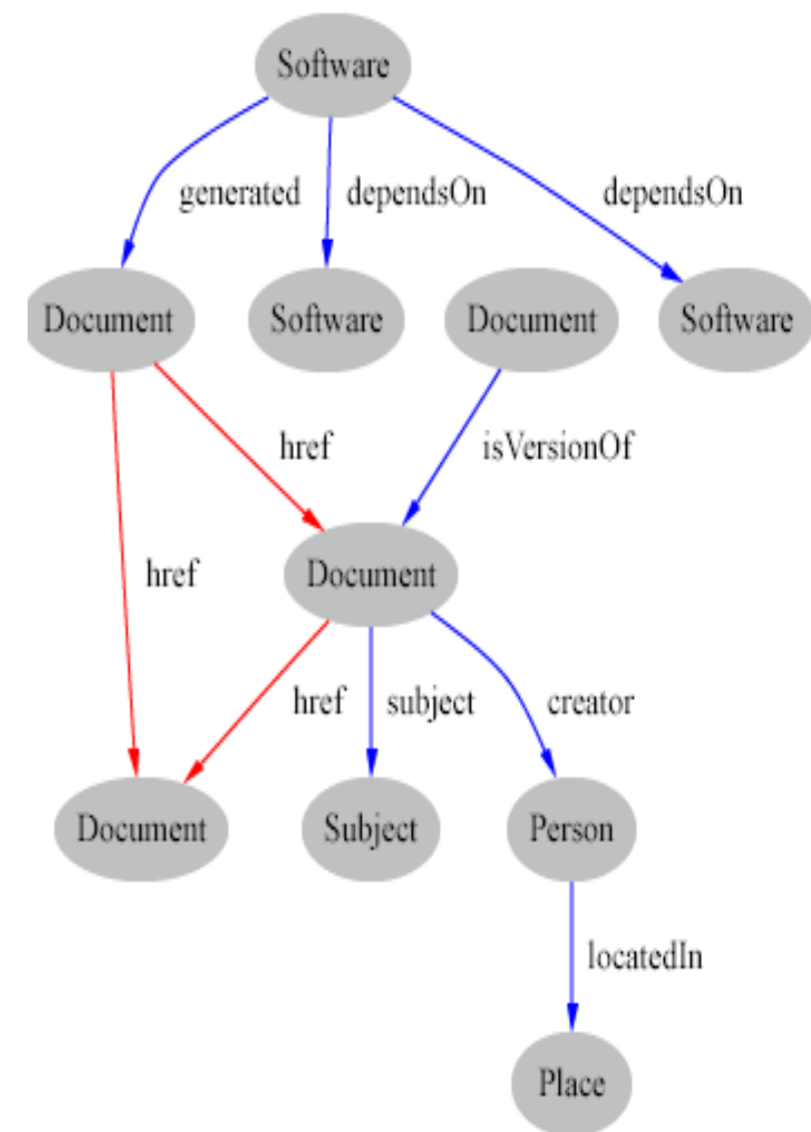 Software
generated
dependsOn
dependsOn
Document
Software
Document
Software
href
isVersionOf
href
Document
href
subject
creator
Document
Subject
Person
locatedIn
Place